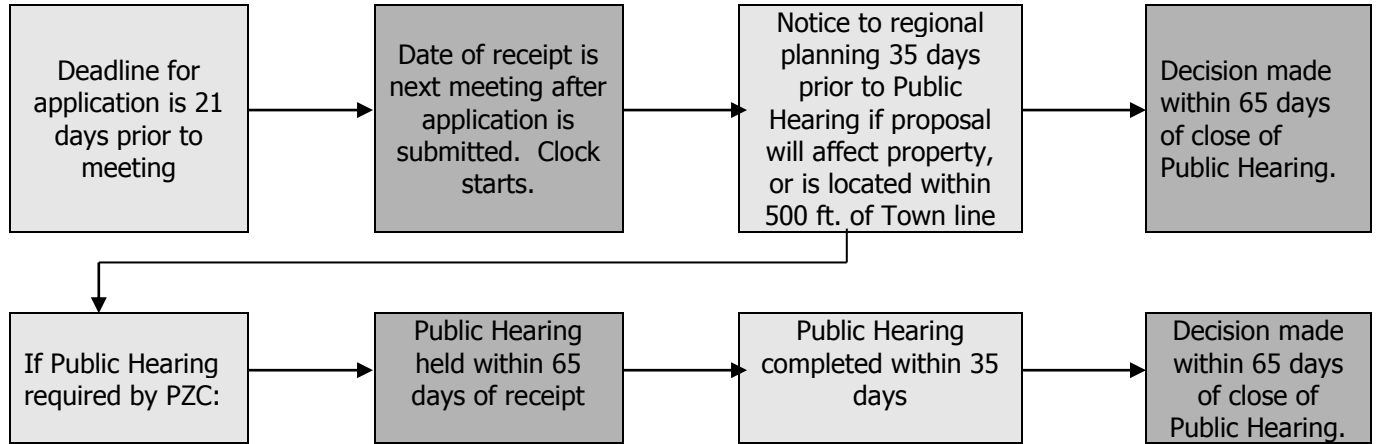 Deadline for
application is 21
days prior to
meeting
Date of receipt is
next meeting after
application is
submitted.  Clock
starts.
Notice to regional
planning 35 days
prior to Public
Hearing if proposal
will affect property,
or is located within
500 ft. of Town line
Decision made
within 65 days
of close of
Public Hearing.
If Public Hearing
required by PZC:
Public Hearing
held within 65
days of receipt
Public Hearing
completed within 35
days
Decision made
within 65 days
of close of
Public Hearing.